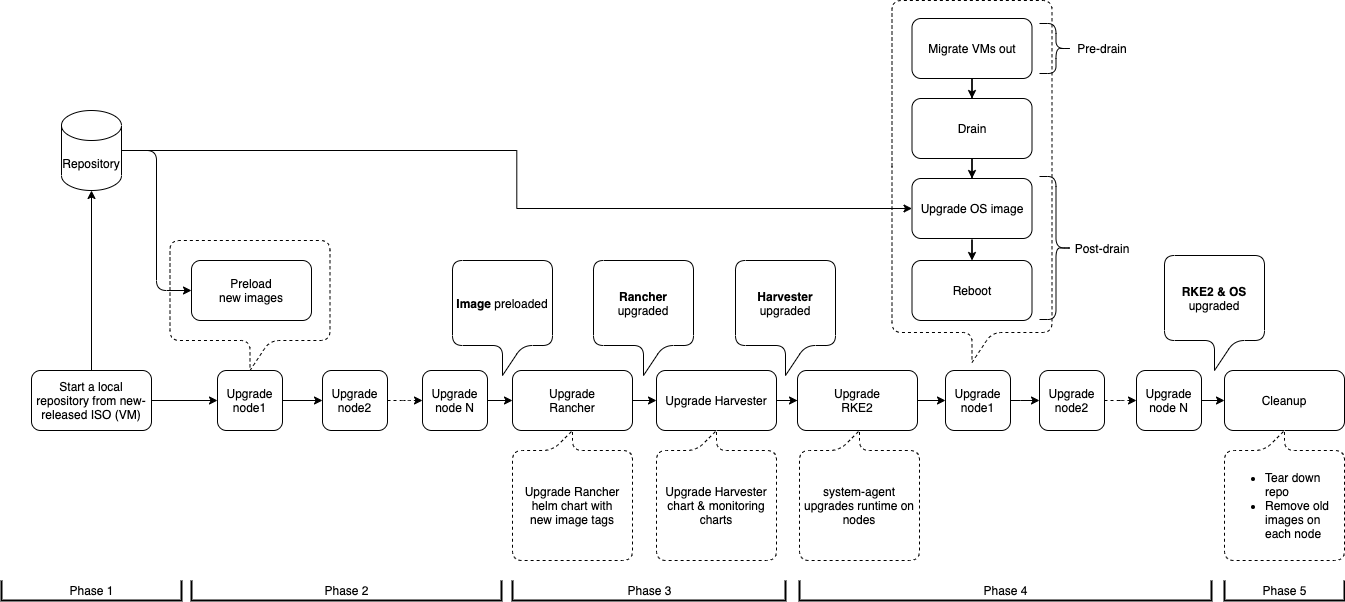 Migrate VMs out
Pre-drain
Drain
Repository
Upgrade OS image
Post-drain
Reboot
Preload
new images
Image preloaded
Rancher
upgraded
Harvester
upgraded
RKE2 & OS
upgraded
Start a local
repository from new-
released ISO (VM)
Upgrade
node1
Upgrade
node2
Upgrade
node N
Upgrade
Rancher
Upgrade Harvester
Upgrade
RKE2
Upgrade
node1
Upgrade
node2
Upgrade
node N
Cleanup
Upgrade Rancher
helm chart with
new image tags
Upgrade Harvester
chart & monitoring
charts
system-agent
upgrades runtime on
nodes
• Tear down
repo
• Remove old
images on
each node
Phase 1
Phase 2
Phase 3
Phase 4
Phase 5